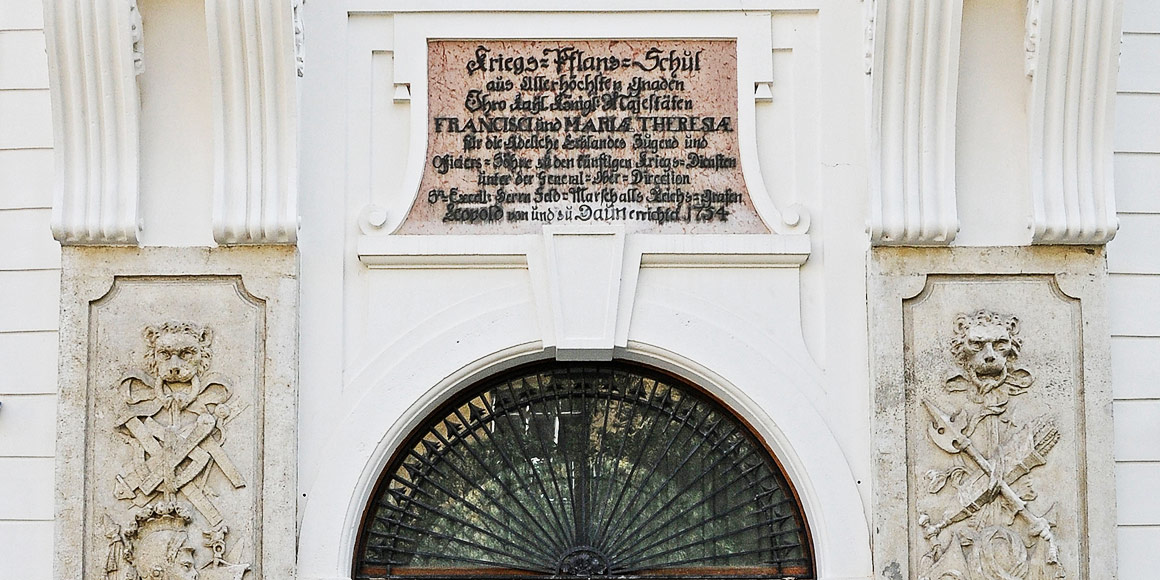 Kriegs=Pflanz=Schul
aus Allerhöchsten gnaden
Ihro Kaÿl. Königl. Majestäten
FRANCISCI und MARIÆ THERESIÆ
für die Adeliche Erblandes Jugend und
Officiers=Söhne zu den künftigen Kriegs=Diensten
unter der General=Ober=Direction
Sr. Excell: Herrn Feld=Marschalls Reichs=grafen
Leopold von und zu Daun errichtet. 1754